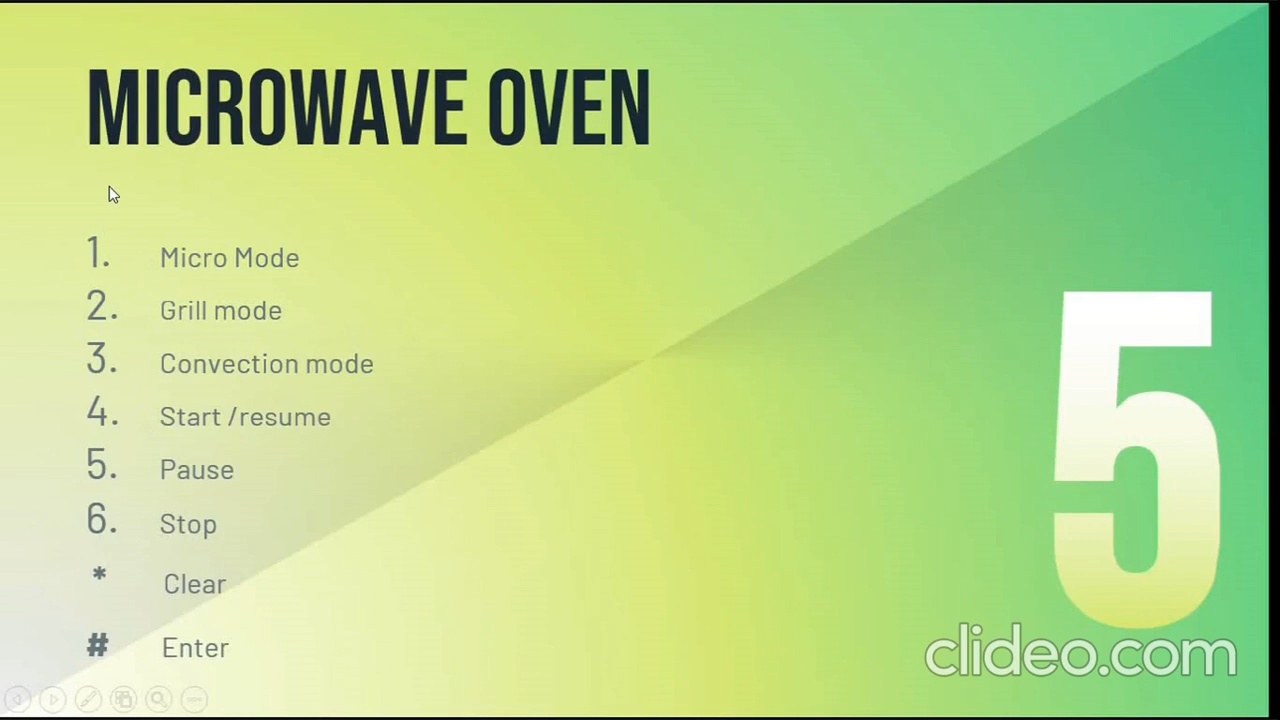 MICROWAVE OVEN
1. Micro Mode
2. Grill mode
3. Convection mode
4. Start /resume
5. Pause
6. Stop
* Clear
# Enter
5
clideo.com